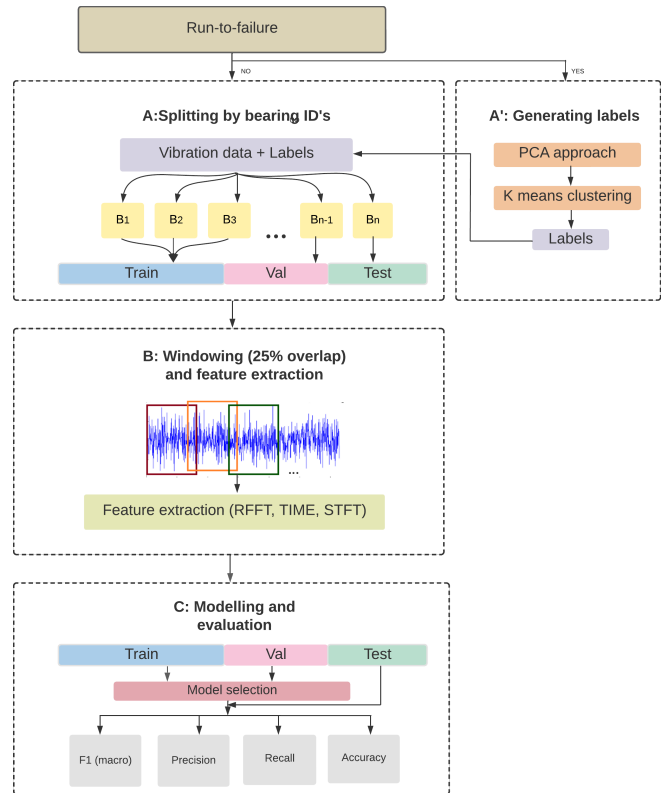 Run-to-failure
NO
YES
A:Splitting by bearing ID's
Vibration data + Labels
B1
B2
B3
...
Bn-1
Bn
Train
Val
Test
A': Generating labels
PCA approach
K means clustering
Labels
B: Windowing (25% overlap)
and feature extraction
...
Feature extraction (RFFT, TIME, STFT)
C: Modelling and
evaluation
Train
Val
Test
Model selection
F1 (macro)
Precision
Recall
Accuracy